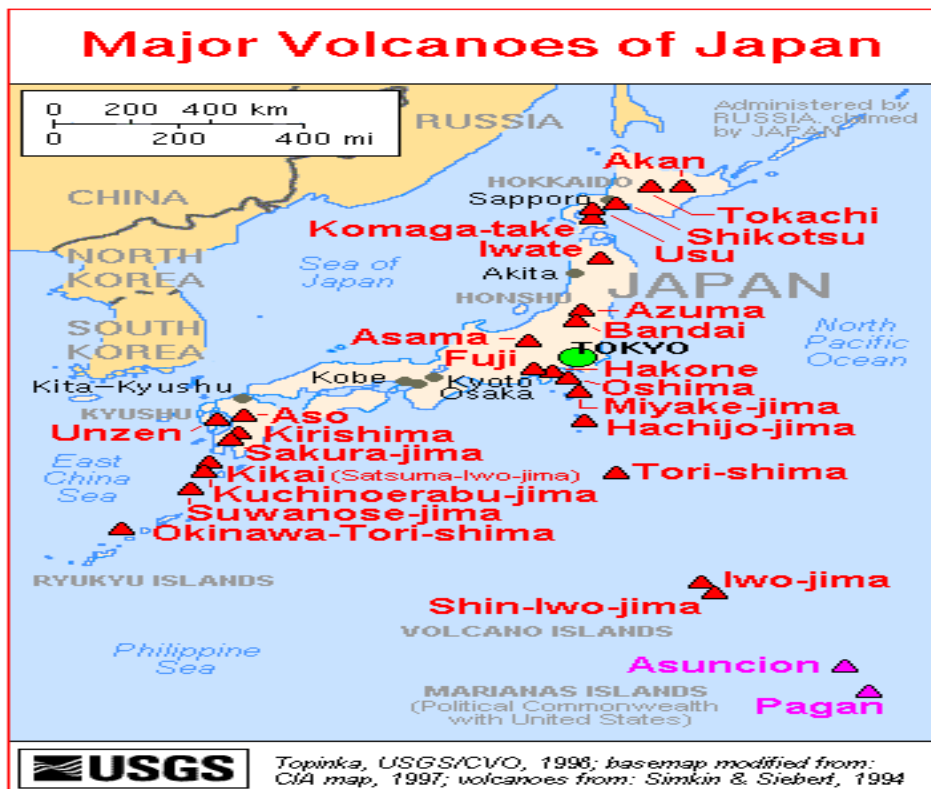 Major Volcanoes of Japan
0 200 400 km
0 200 400 mi
RUSSIA
Administered by
RUSSIA. claimed
by JAPAN
CHINA
Akan
HOKKAIDO
Sapporo
Tokachi
Shikotsu
Usu
Komaga-take
Iwate
NORTH
KOREA
Sea of
Japan
Akita
JAPAN
HONSHU
SOUTH
KOREA
Azuma
Bandai
North
Pacific
Ocean
Asama
TOKYO
Fuji
Hakone
Kobe
Kyoto
Osaka
Oshima
Kita-Kyushu
Miyake-jima
KYUSHU
Aso
Hachijo-jima
Unzen
Kirishima
Sakura-jima
East
China
Sea
Kikai (Satsuma-Iwo-jima)
Tori-shima
Kuchinoerabu-jima
Suwanose-jima
Okinawa-Tori-shima
RYUKYU ISLANDS
Iwo-jima
Shin-Iwo-jima
VOLCANO ISLANDS
Philippine
Sea
Asuncion
MARIANAS ISLANDS
(Political Commonwealth
with United States)
Pagan
USGS
Topinka, USGS/CVO, 1998; basemap modified from:
CIA map, 1997; volcanoes from: Simkin & Siebert, 1994